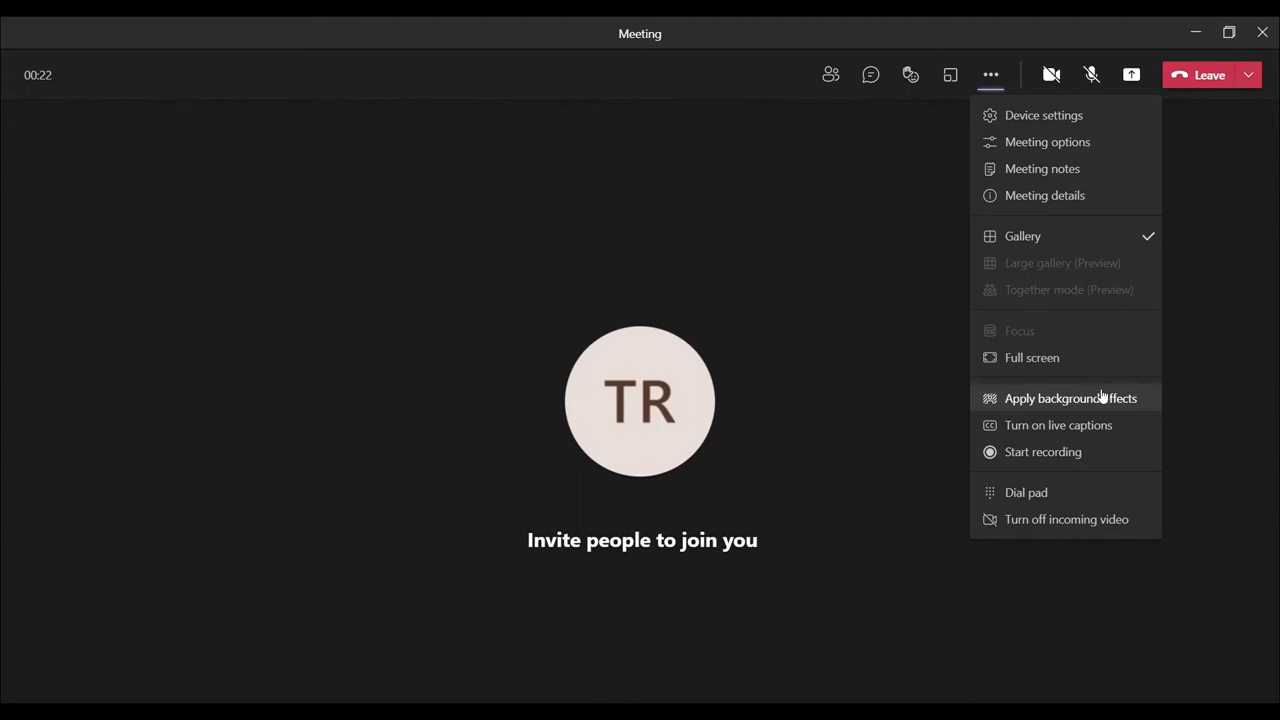 Meeting
00:22
Leave
Device settings
Meeting options
Meeting notes
Meeting details
Gallery
Large gallery (Preview)
Together mode (Preview)
Focus
Full screen
Apply background effects
CC Turn on live captions
Start recording
Dial pad
Turn off incoming video
TR
Invite people to join you